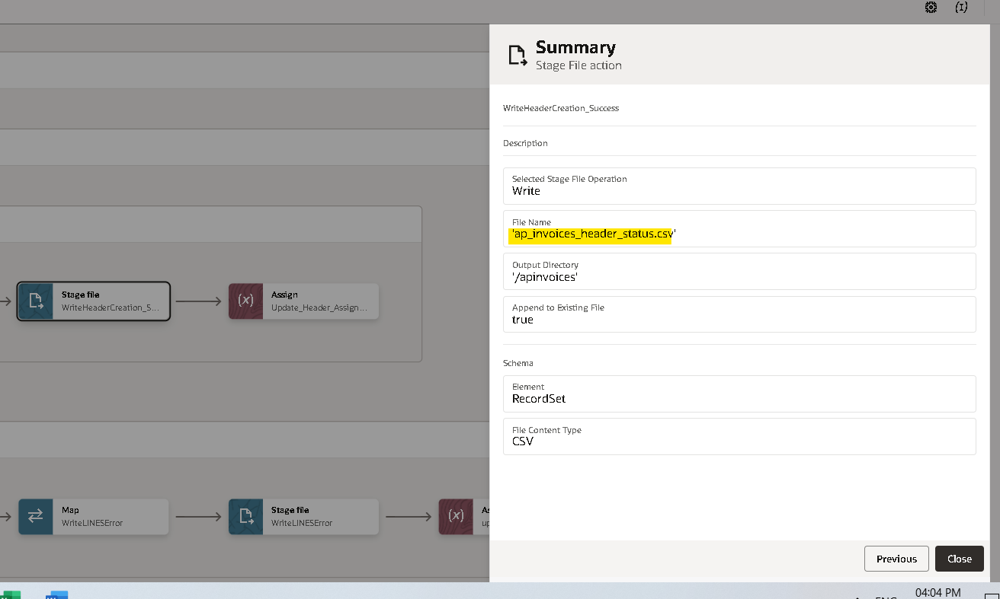 (I)
Summary
Stage File action
WriteHeaderCreation_Success
Description
Selected Stage File Operation
Write
File Name
'ap_invoices_header_status.csv'
Output Directory
'/apinvoices'
Append to Existing File
true
Schema
Element
RecordSet
File Content Type
CSV
Previous
Close
Stage file
WriteHeaderCreation_S...
(x)
Assign
Update_Header_Assign...
Map
WriteLINESError
Stage file
WriteLINESError
(x)
04:04 PM